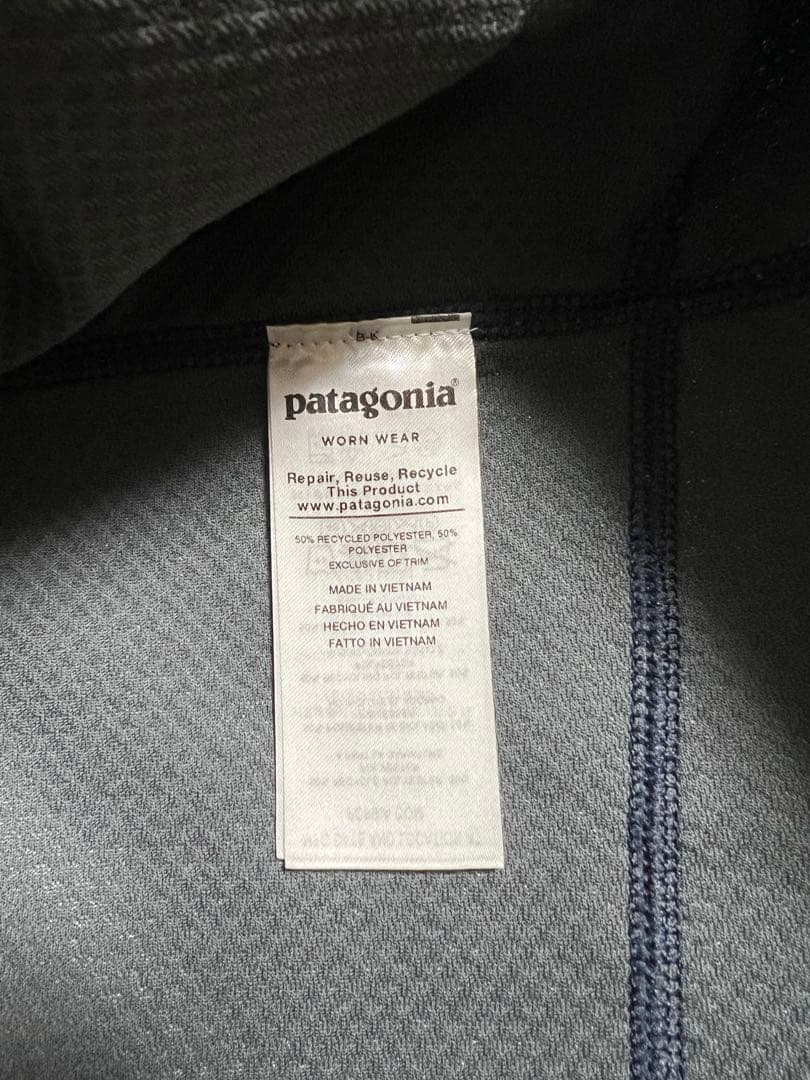 patagonia®
WORN WEAR
Repair, Reuse, Recycle
This Product
www.patagonia.com
50% RECYCLED POLYESTER, 50%
POLYESTER
EXCLUSIVE OF TRIM
MADE IN VIETNAM
FABRIQUÉ AU VIETNAM
HECHO EN VIETNAM
FATTO IN VIETNAM